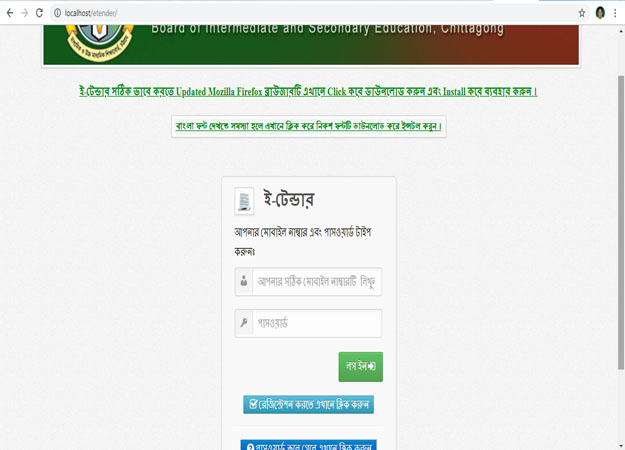 localhost/etender/
Board of Intermediate and Secondary Education, Chittagong
ই-টেন্ডার সঠিক ভাবে করতে Updated Mozilla Firefox ব্রাউজারটি এখানে Click করে ডাউনলোড করুন এবং Install করে ব্যবহার করুন ।
বাংলা ফন্ট দেখতে সমস্যা হলে এখানে ক্লিক করে নিকশ ফন্টটি ডাউনলোড করে ইন্সটল করুন।
ই-টেন্ডার
আপনার মোবাইল নাম্বার এবং পাসওয়ার্ড টাইপ
করুনঃ
আপনার সঠিক মোবাইল নাম্বারটি লিখুন
পাসওয়ার্ড
লগ ইন
রেজিস্টেশন করতে এখানে ক্লিক করুন
পাসওয়ার্ড ভুলে গেলে এখানে ক্লিক করুন